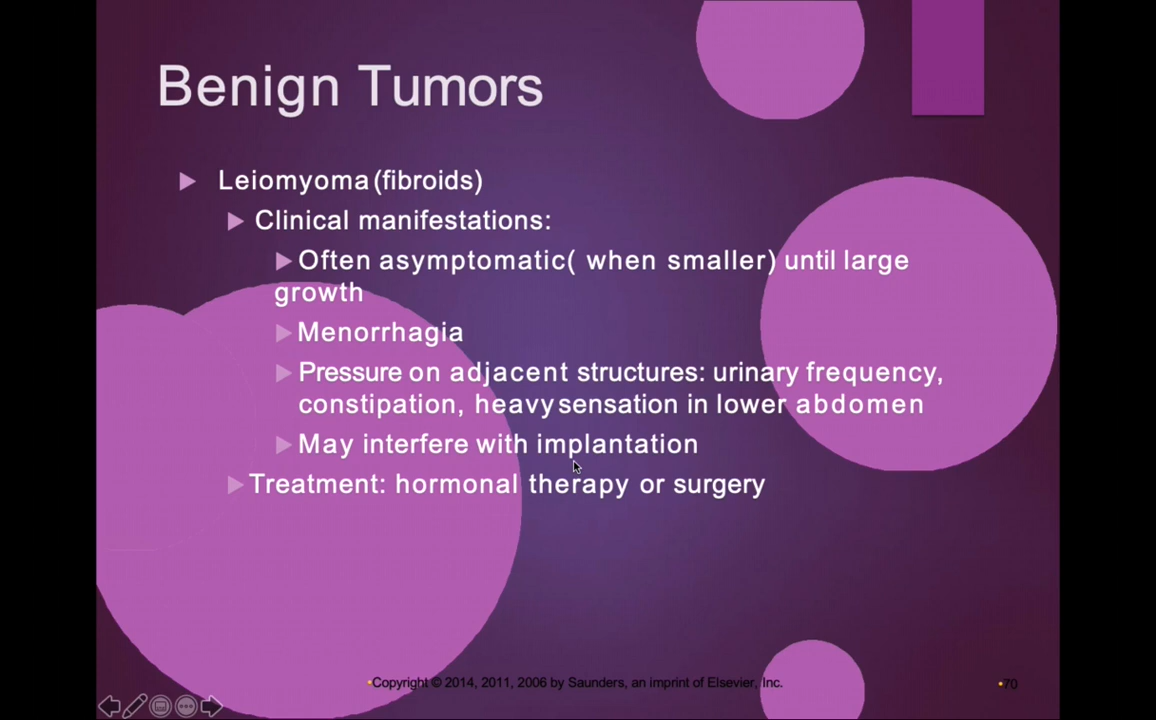 Benign Tumors
Leiomyoma (fibroids)
Clinical manifestations:
Often asymptomatic( when smaller) until large
growth
Menorrhagia
Pressure on adjacent structures: urinary frequency,
constipation, heavy sensation in lower abdomen
May interfere with implantation
Treatment: hormonal therapy or surgery
Copyright © 2014, 2011, 2006 by Saunders, an imprint of Elsevier, Inc.
70